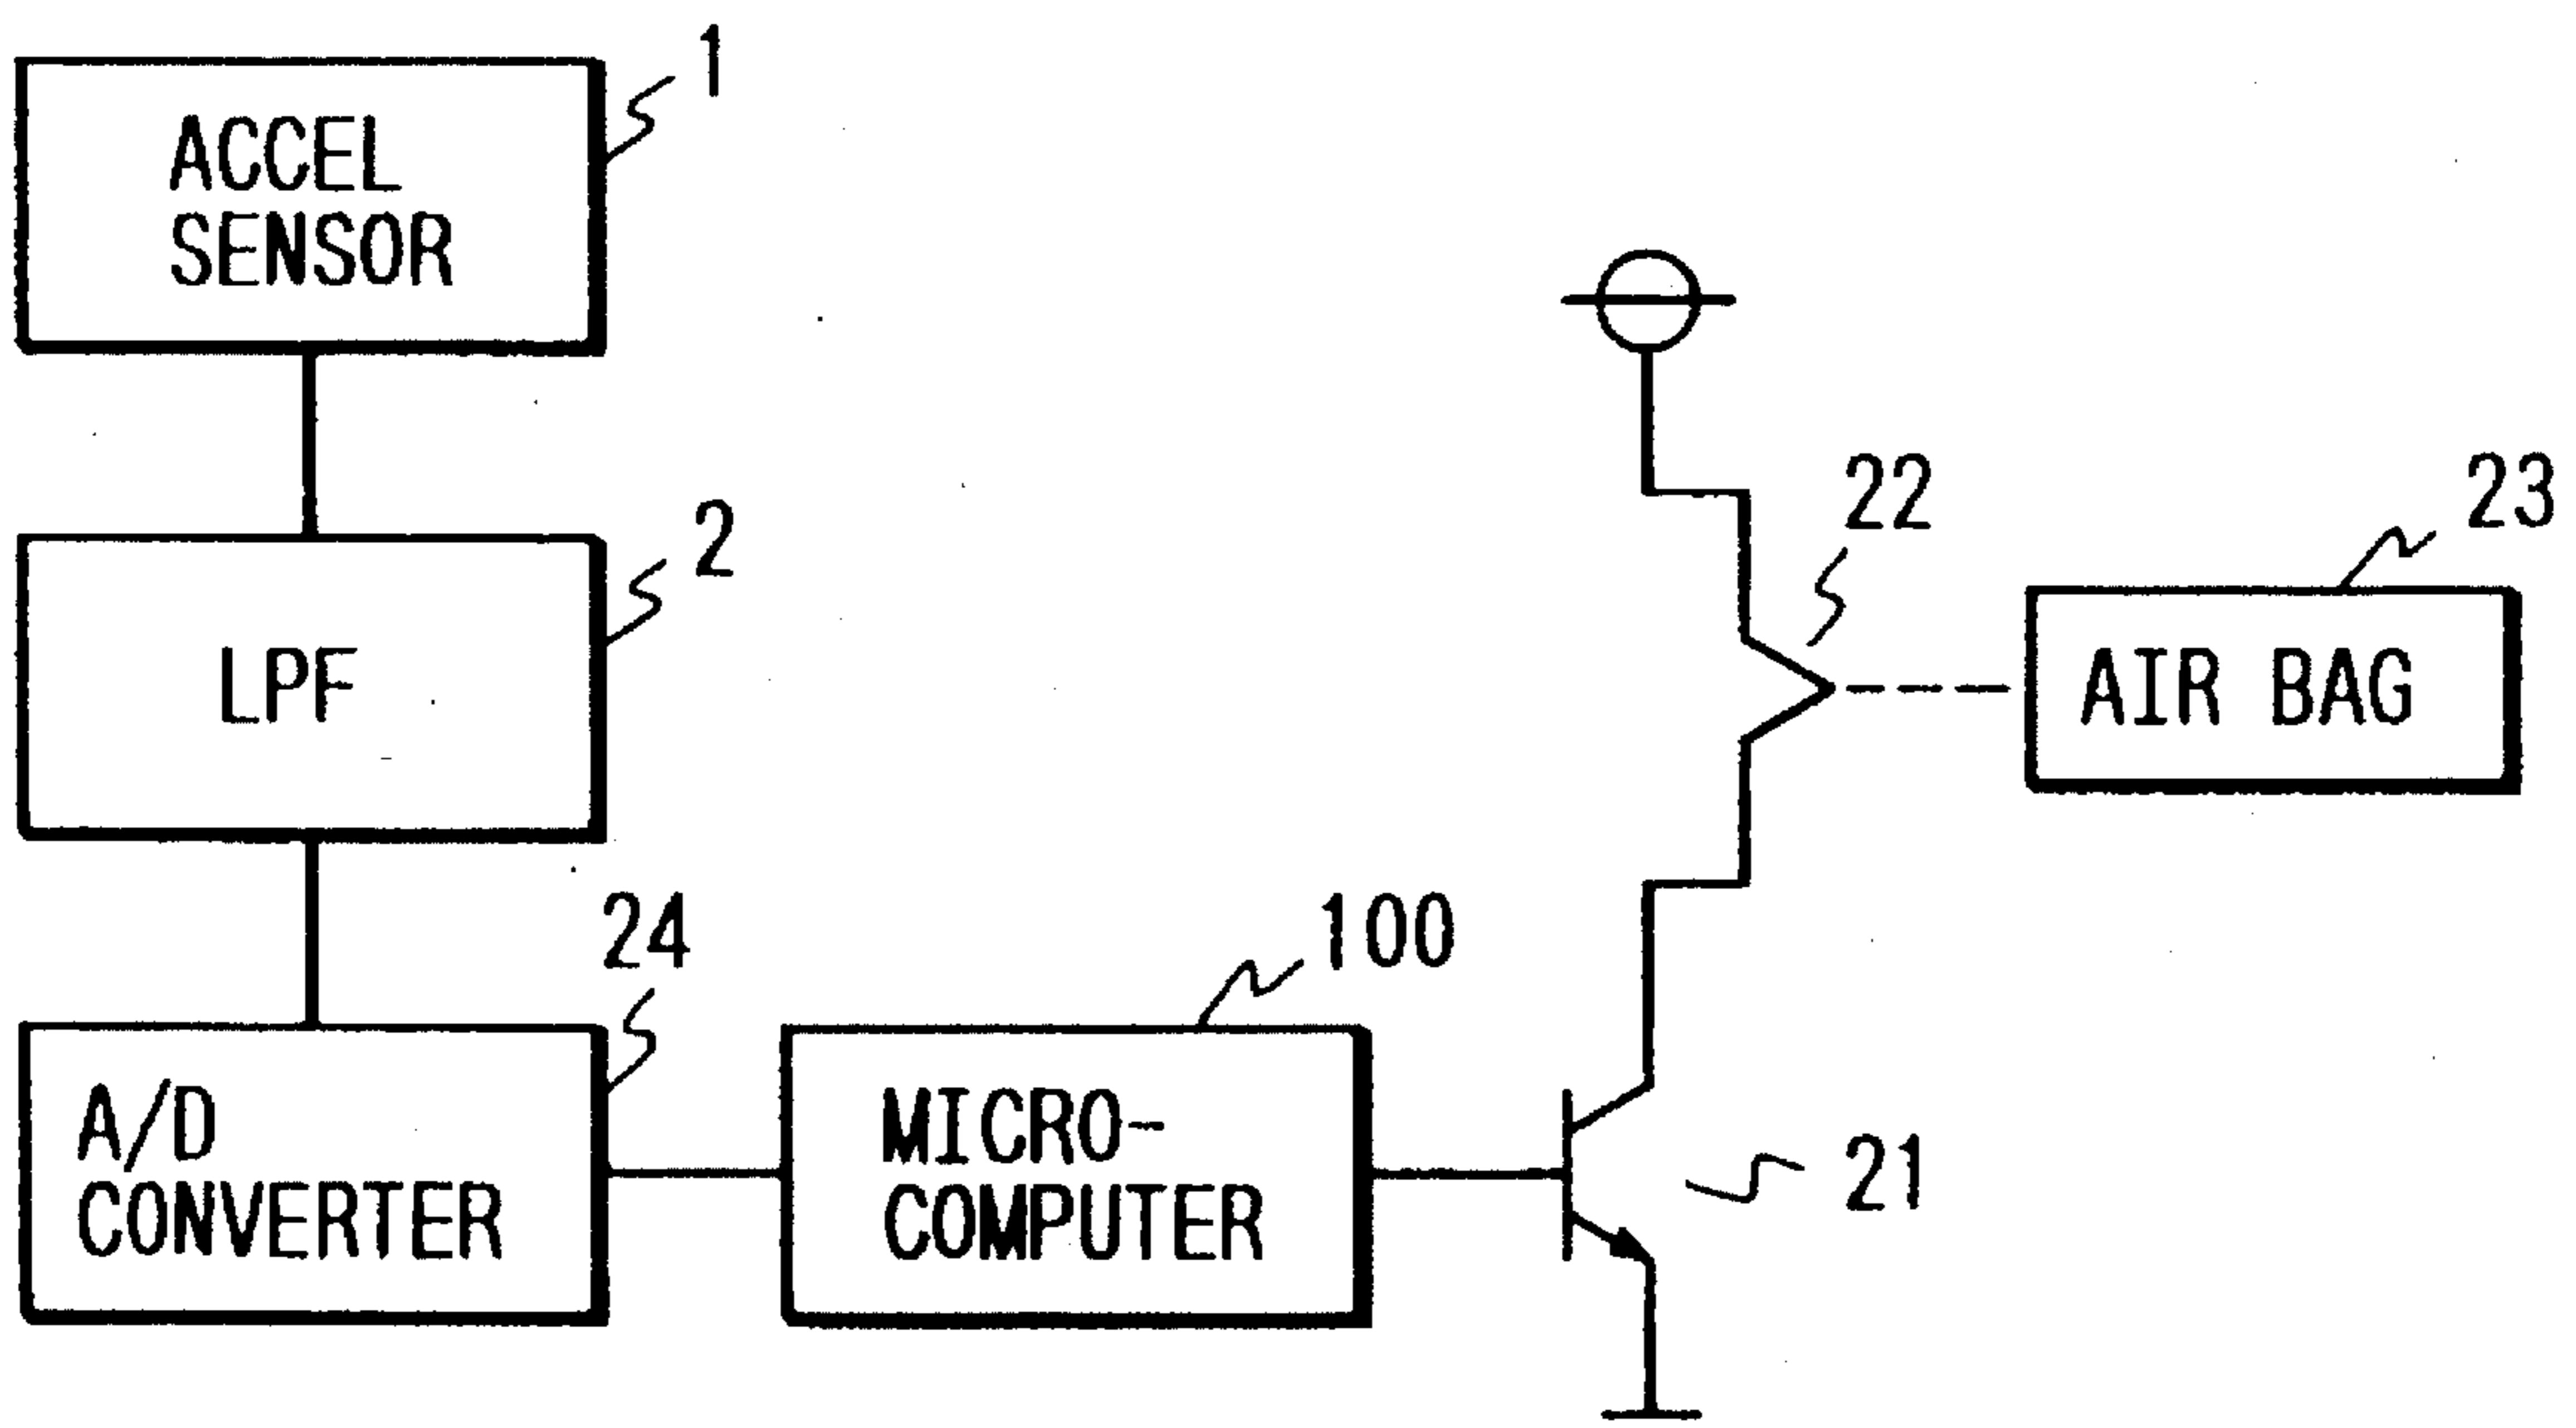 1
ACCEL
SENSOR
2
LPF
22
23
AIR BAG
24
100
A/D
CONVERTER
MICRO-
COMPUTER
21